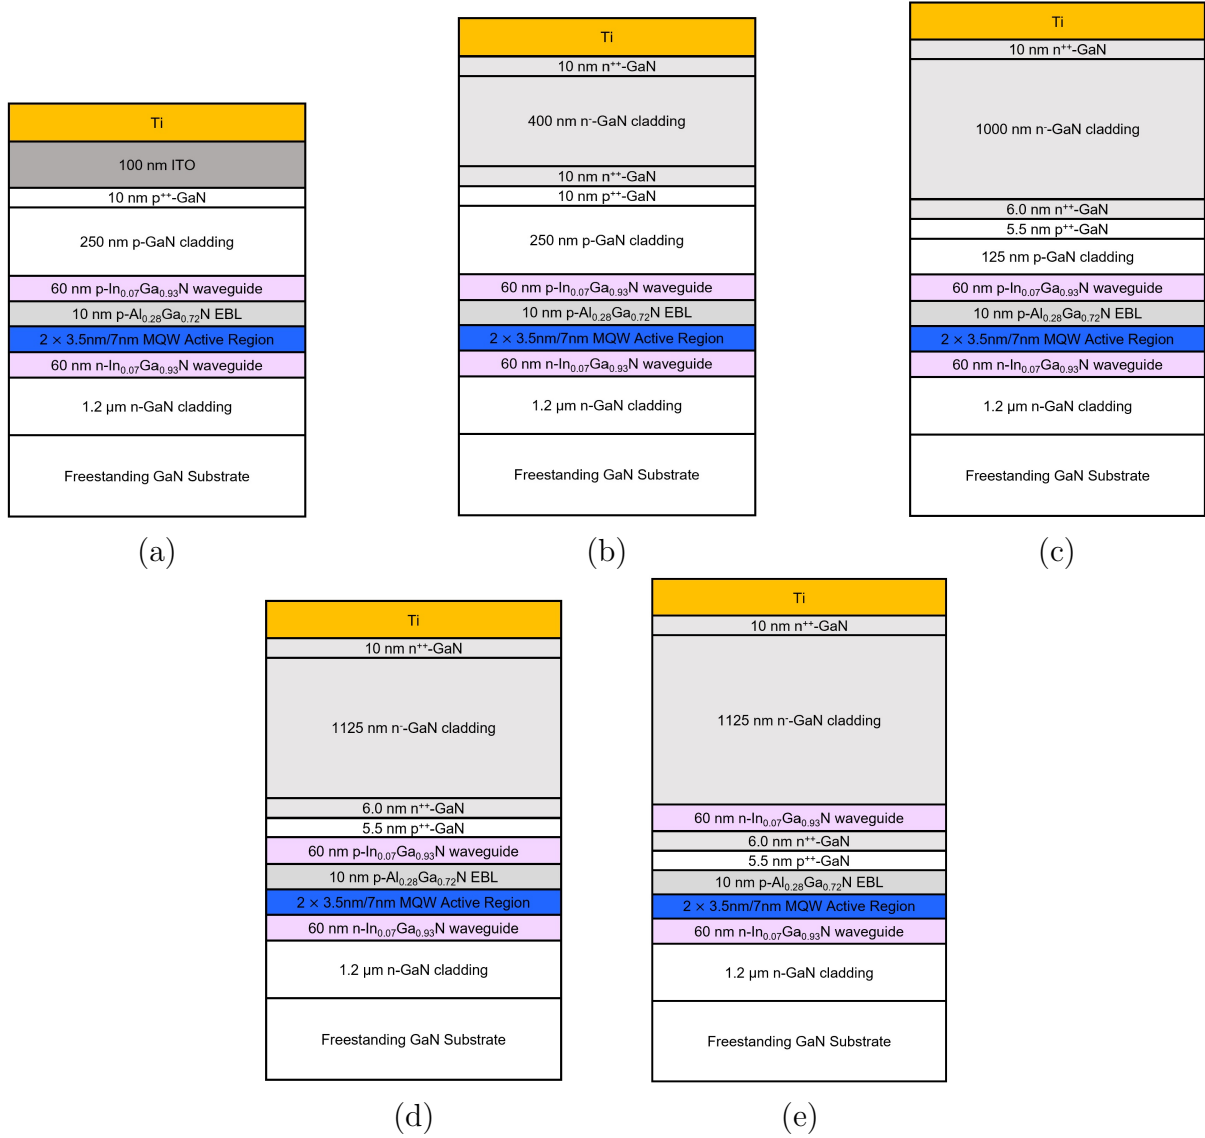 Ti
100 nm ITO
10 nm p⁺⁺-GaN
250 nm p-GaN cladding
60 nm p-In₀.₀₇Ga₀.₉₃N waveguide
10 nm p-Al₀.₂₈Ga₀.₇₂N EBL
2 × 3.5nm/7nm MQW Active Region
60 nm n-In₀.₀₇Ga₀.₉₃N waveguide
1.2 µm n-GaN cladding
Freestanding GaN Substrate
(a)
Ti
10 nm n⁺⁺-GaN
400 nm n⁻-GaN cladding
10 nm n⁺⁺-GaN
10 nm p⁺⁺-GaN
250 nm p-GaN cladding
60 nm p-In₀.₀₇Ga₀.₉₃N waveguide
10 nm p-Al₀.₂₈Ga₀.₇₂N EBL
2 × 3.5nm/7nm MQW Active Region
60 nm n-In₀.₀₇Ga₀.₉₃N waveguide
1.2 µm n-GaN cladding
Freestanding GaN Substrate
(b)
Ti
10 nm n⁺⁺-GaN
1000 nm n⁻-GaN cladding
6.0 nm n⁺⁺-GaN
5.5 nm p⁺⁺-GaN
125 nm p-GaN cladding
60 nm p-In₀.₀₇Ga₀.₉₃N waveguide
10 nm p-Al₀.₂₈Ga₀.₇₂N EBL
2 × 3.5nm/7nm MQW Active Region
60 nm n-In₀.₀₇Ga₀.₉₃N waveguide
1.2 µm n-GaN cladding
Freestanding GaN Substrate
(c)
Ti
10 nm n⁺⁺-GaN
1125 nm n⁻-GaN cladding
6.0 nm n⁺⁺-GaN
5.5 nm p⁺⁺-GaN
60 nm p-In₀.₀₇Ga₀.₉₃N waveguide
10 nm p-Al₀.₂₈Ga₀.₇₂N EBL
2 × 3.5nm/7nm MQW Active Region
60 nm n-In₀.₀₇Ga₀.₉₃N waveguide
1.2 µm n-GaN cladding
Freestanding GaN Substrate
(d)
Ti
10 nm n⁺⁺-GaN
1125 nm n⁻-GaN cladding
60 nm n-In₀.₀₇Ga₀.₉₃N waveguide
6.0 nm n⁺⁺-GaN
5.5 nm p⁺⁺-GaN
10 nm p-Al₀.₂₈Ga₀.₇₂N EBL
2 × 3.5nm/7nm MQW Active Region
60 nm n-In₀.₀₇Ga₀.₉₃N waveguide
1.2 µm n-GaN cladding
Freestanding GaN Substrate
(e)